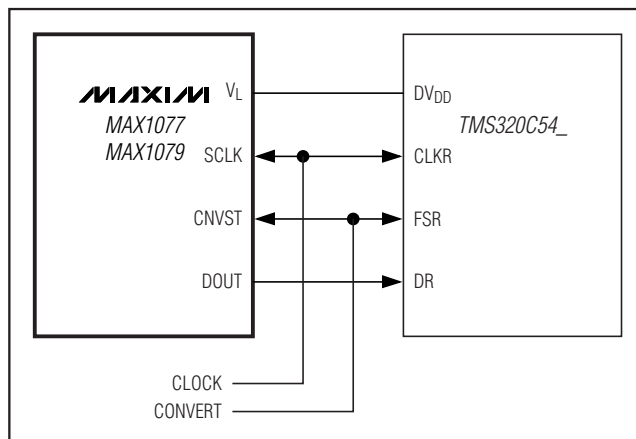 MAXIM
MAX1077
MAX1079
VL
SCLK
CNVST
DOUT
DVDD
TMS320C54_
CLKR
FSR
DR
CLOCK
CONVERT